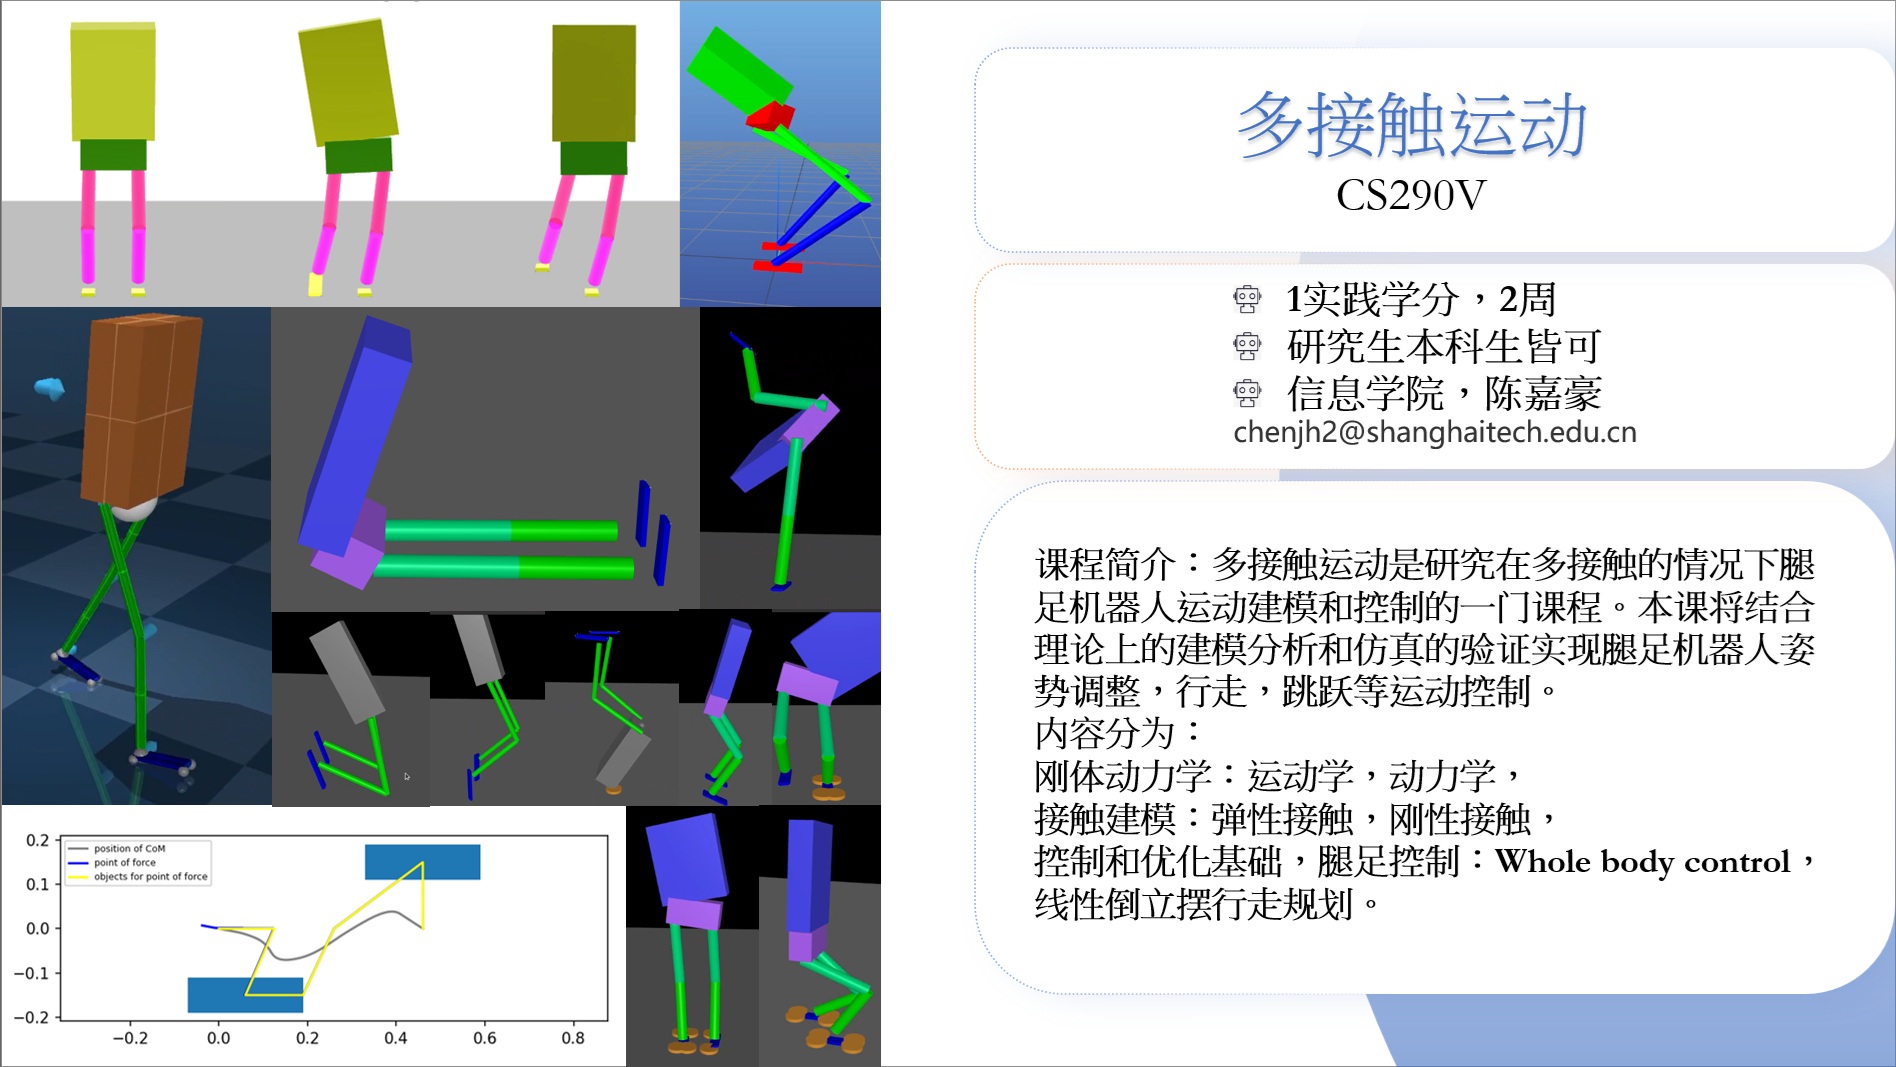 多接触运动
CS290V
1实践学分，2周
研究生本科生皆可
信息学院，陈嘉豪
chenjh2@shanghaitech.edu.cn
课程简介：多接触运动是研究在多接触的情况下腿
足机器人运动建模和控制的一门课程。本课将结合
理论上的建模分析和仿真的验证实现腿足机器人姿
势调整，行走，跳跃等运动控制。
内容分为：
刚体动力学：运动学，动力学，
接触建模：弹性接触，刚性接触，
控制和优化基础，腿足控制：Whole body control，
线性倒立摆行走规划。
position of CoM
point of force
objects for point of force
0.2
0.1
0.0
−0.1
−0.2
−0.2 0.0 0.2 0.4 0.6 0.8